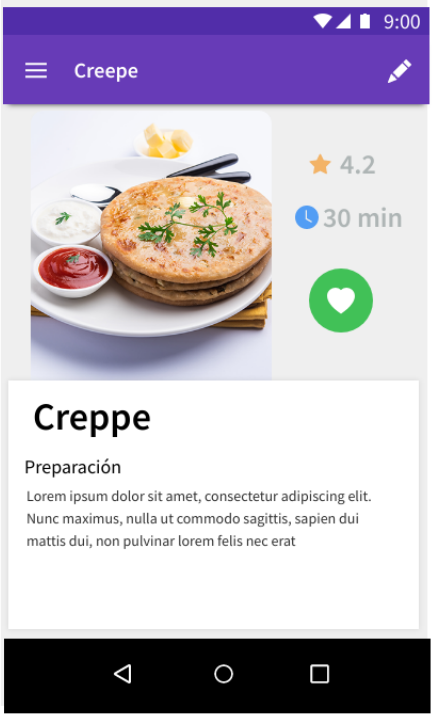 9:00
Creepe
4.2
30 min
Creppe
Preparación
Lorem ipsum dolor sit amet, consectetur adipiscing elit.
Nunc maximus, nulla ut commodo sagittis, sapien dui
mattis dui, non pulvinar lorem felis nec erat